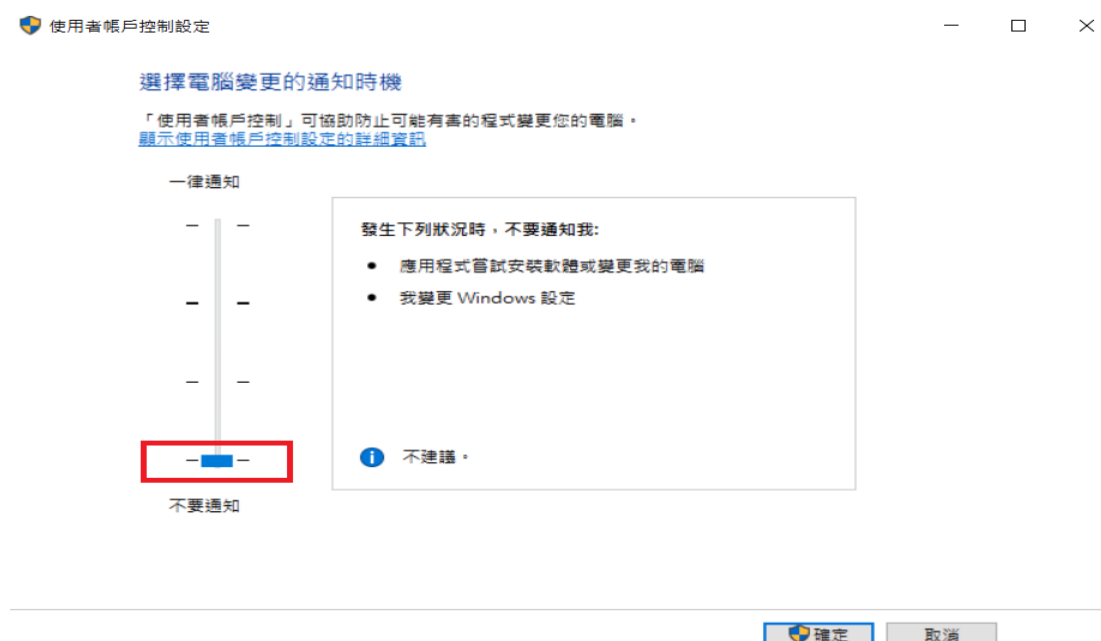 使用者帳戶控制設定
選擇電腦變更的通知時機
「使用者帳戶控制」可協助防止可能有害的程式變更您的電腦。
顯示使用者帳戶控制設定的詳細資訊
一律通知
發生下列狀況時，不要通知我:
• 應用程式嘗試安裝軟體或變更我的電腦
• 我變更 Windows 設定
不建議。
不要通知
確定
取消